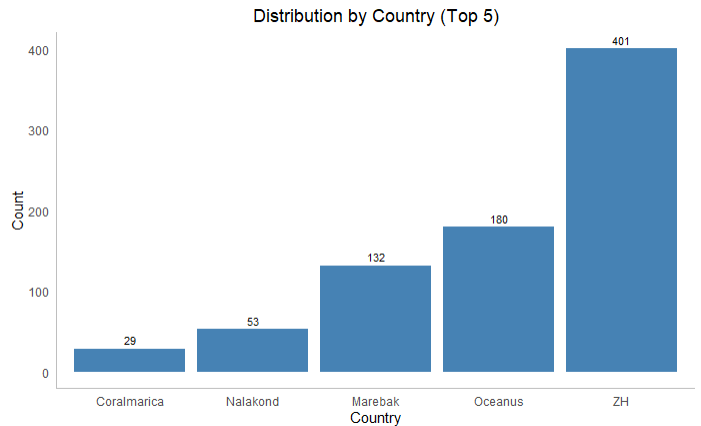 Distribution by Country (Top 5)
401
400
300
200
180
132
100
53
29
0
Count
Coralmarica Nalakond Marebak Oceanus ZH
Country